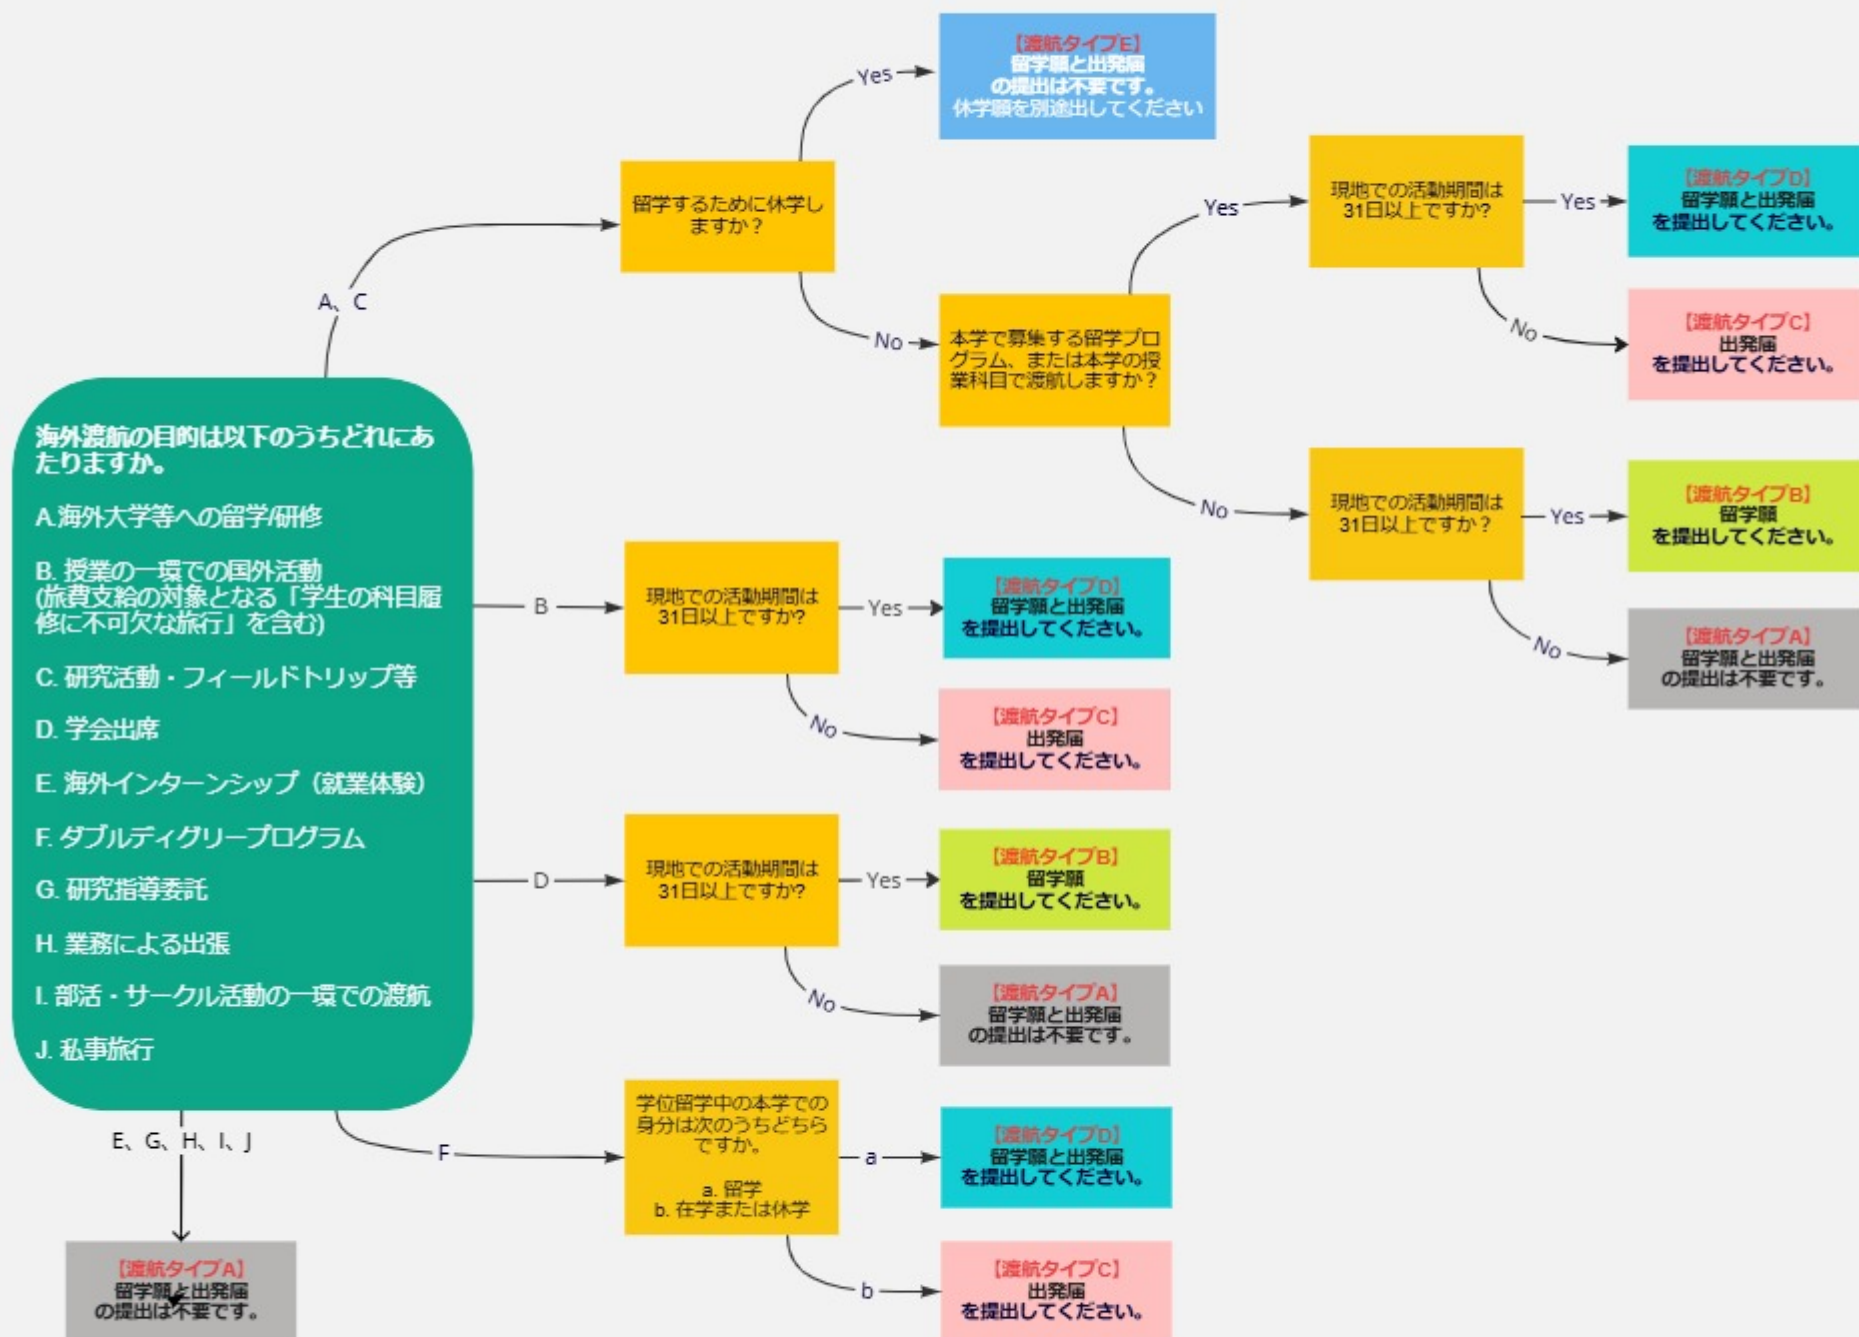 海外渡航の目的は以下のうちどれにあ
たりますか。
A.海外大学等への留学/研修
B. 授業の一環での国外活動
(旅費支給の対象となる「学生の科目履
修に不可欠な旅行」を含む)
C. 研究活動・フィールドトリップ等
D. 学会出席
E. 海外インターンシップ（就業体験）
F. ダブルディグリープログラム
G. 研究指導委託
H. 業務による出張
I. 部活・サークル活動の一環での渡航
J. 私事旅行
A、C
留学するために休学し
ますか？
Yes
【渡航タイプE】
留学願と出発届
の提出は不要です。
休学願を別途出してください
No
本学で募集する留学プロ
グラム、または本学の授
業科目で渡航しますか？
Yes
現地での活動期間は
31日以上ですか?
Yes
【渡航タイプD】
留学願と出発届
を提出してください。
No
【渡航タイプC】
出発届
を提出してください。
No
現地での活動期間は
31日以上ですか？
Yes
【渡航タイプB】
留学願
を提出してください。
No
【渡航タイプA】
留学願と出発届
の提出は不要です。
B
現地での活動期間は
31日以上ですか?
Yes
【渡航タイプD】
留学願と出発届
を提出してください。
No
【渡航タイプC】
出発届
を提出してください。
D
現地での活動期間は
31日以上ですか?
Yes
【渡航タイプB】
留学願
を提出してください。
No
【渡航タイプA】
留学願と出発届
の提出は不要です。
F
学位留学中の本学での
身分は次のうちどちら
ですか。
a. 留学
b. 在学または休学
a
【渡航タイプD】
留学願と出発届
を提出してください。
b
【渡航タイプC】
出発届
を提出してください。
E、G、H、I、J
【渡航タイプA】
留学願と出発届
の提出は不要です。